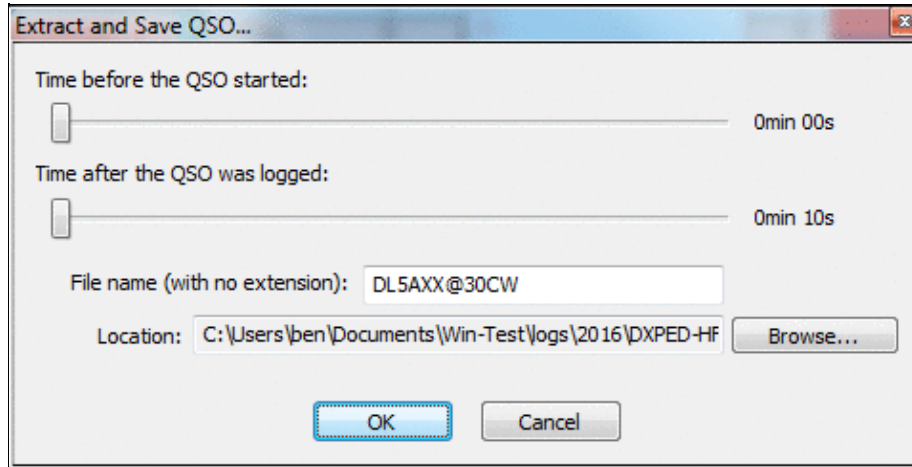 Extract and Save QSO...
Time before the QSO started:
0min 00s
Time after the QSO was logged:
0min 10s
File name (with no extension): DL5AXX@30CW
Location: C:\Users\ben\Documents\Win-Test\logs\2016\DXPED-HF Browse...
OK Cancel